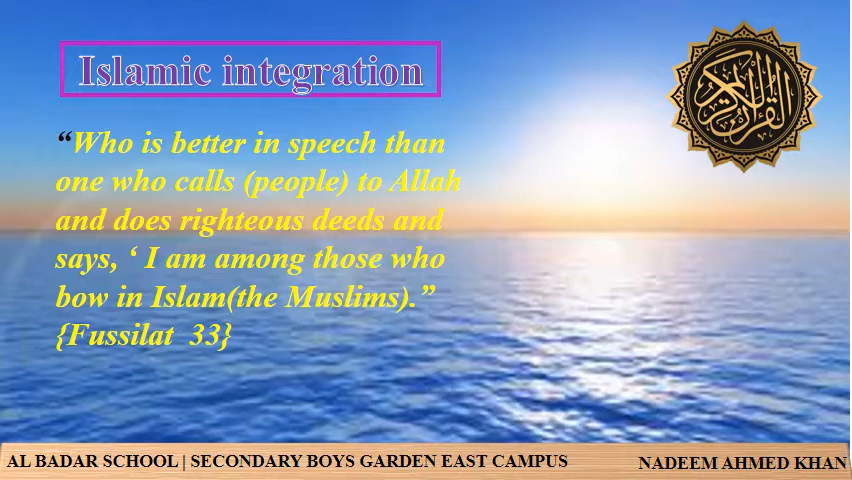 Islamic integration
القرآن الكريم
“Who is better in speech than
one who calls (people) to Allah
and does righteous deeds and
says, ‘ I am among those who
bow in Islam(the Muslims).”
{Fussilat  33}
AL BADAR SCHOOL | SECONDARY BOYS GARDEN EAST CAMPUS
NADEEM AHMED KHAN